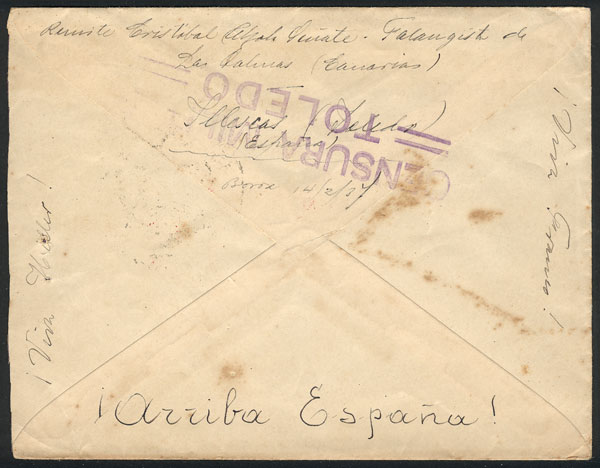 Remite Cristóbal Alzola Peñate - Falangista de
Las Palmas (Canarias)
CENSURA MILITAR
TOLEDO
Illescas (Toledo)
(España)
Borox 14/2/37
¡Viva Franco!
¡Viva Hitler!
¡Arriba España!